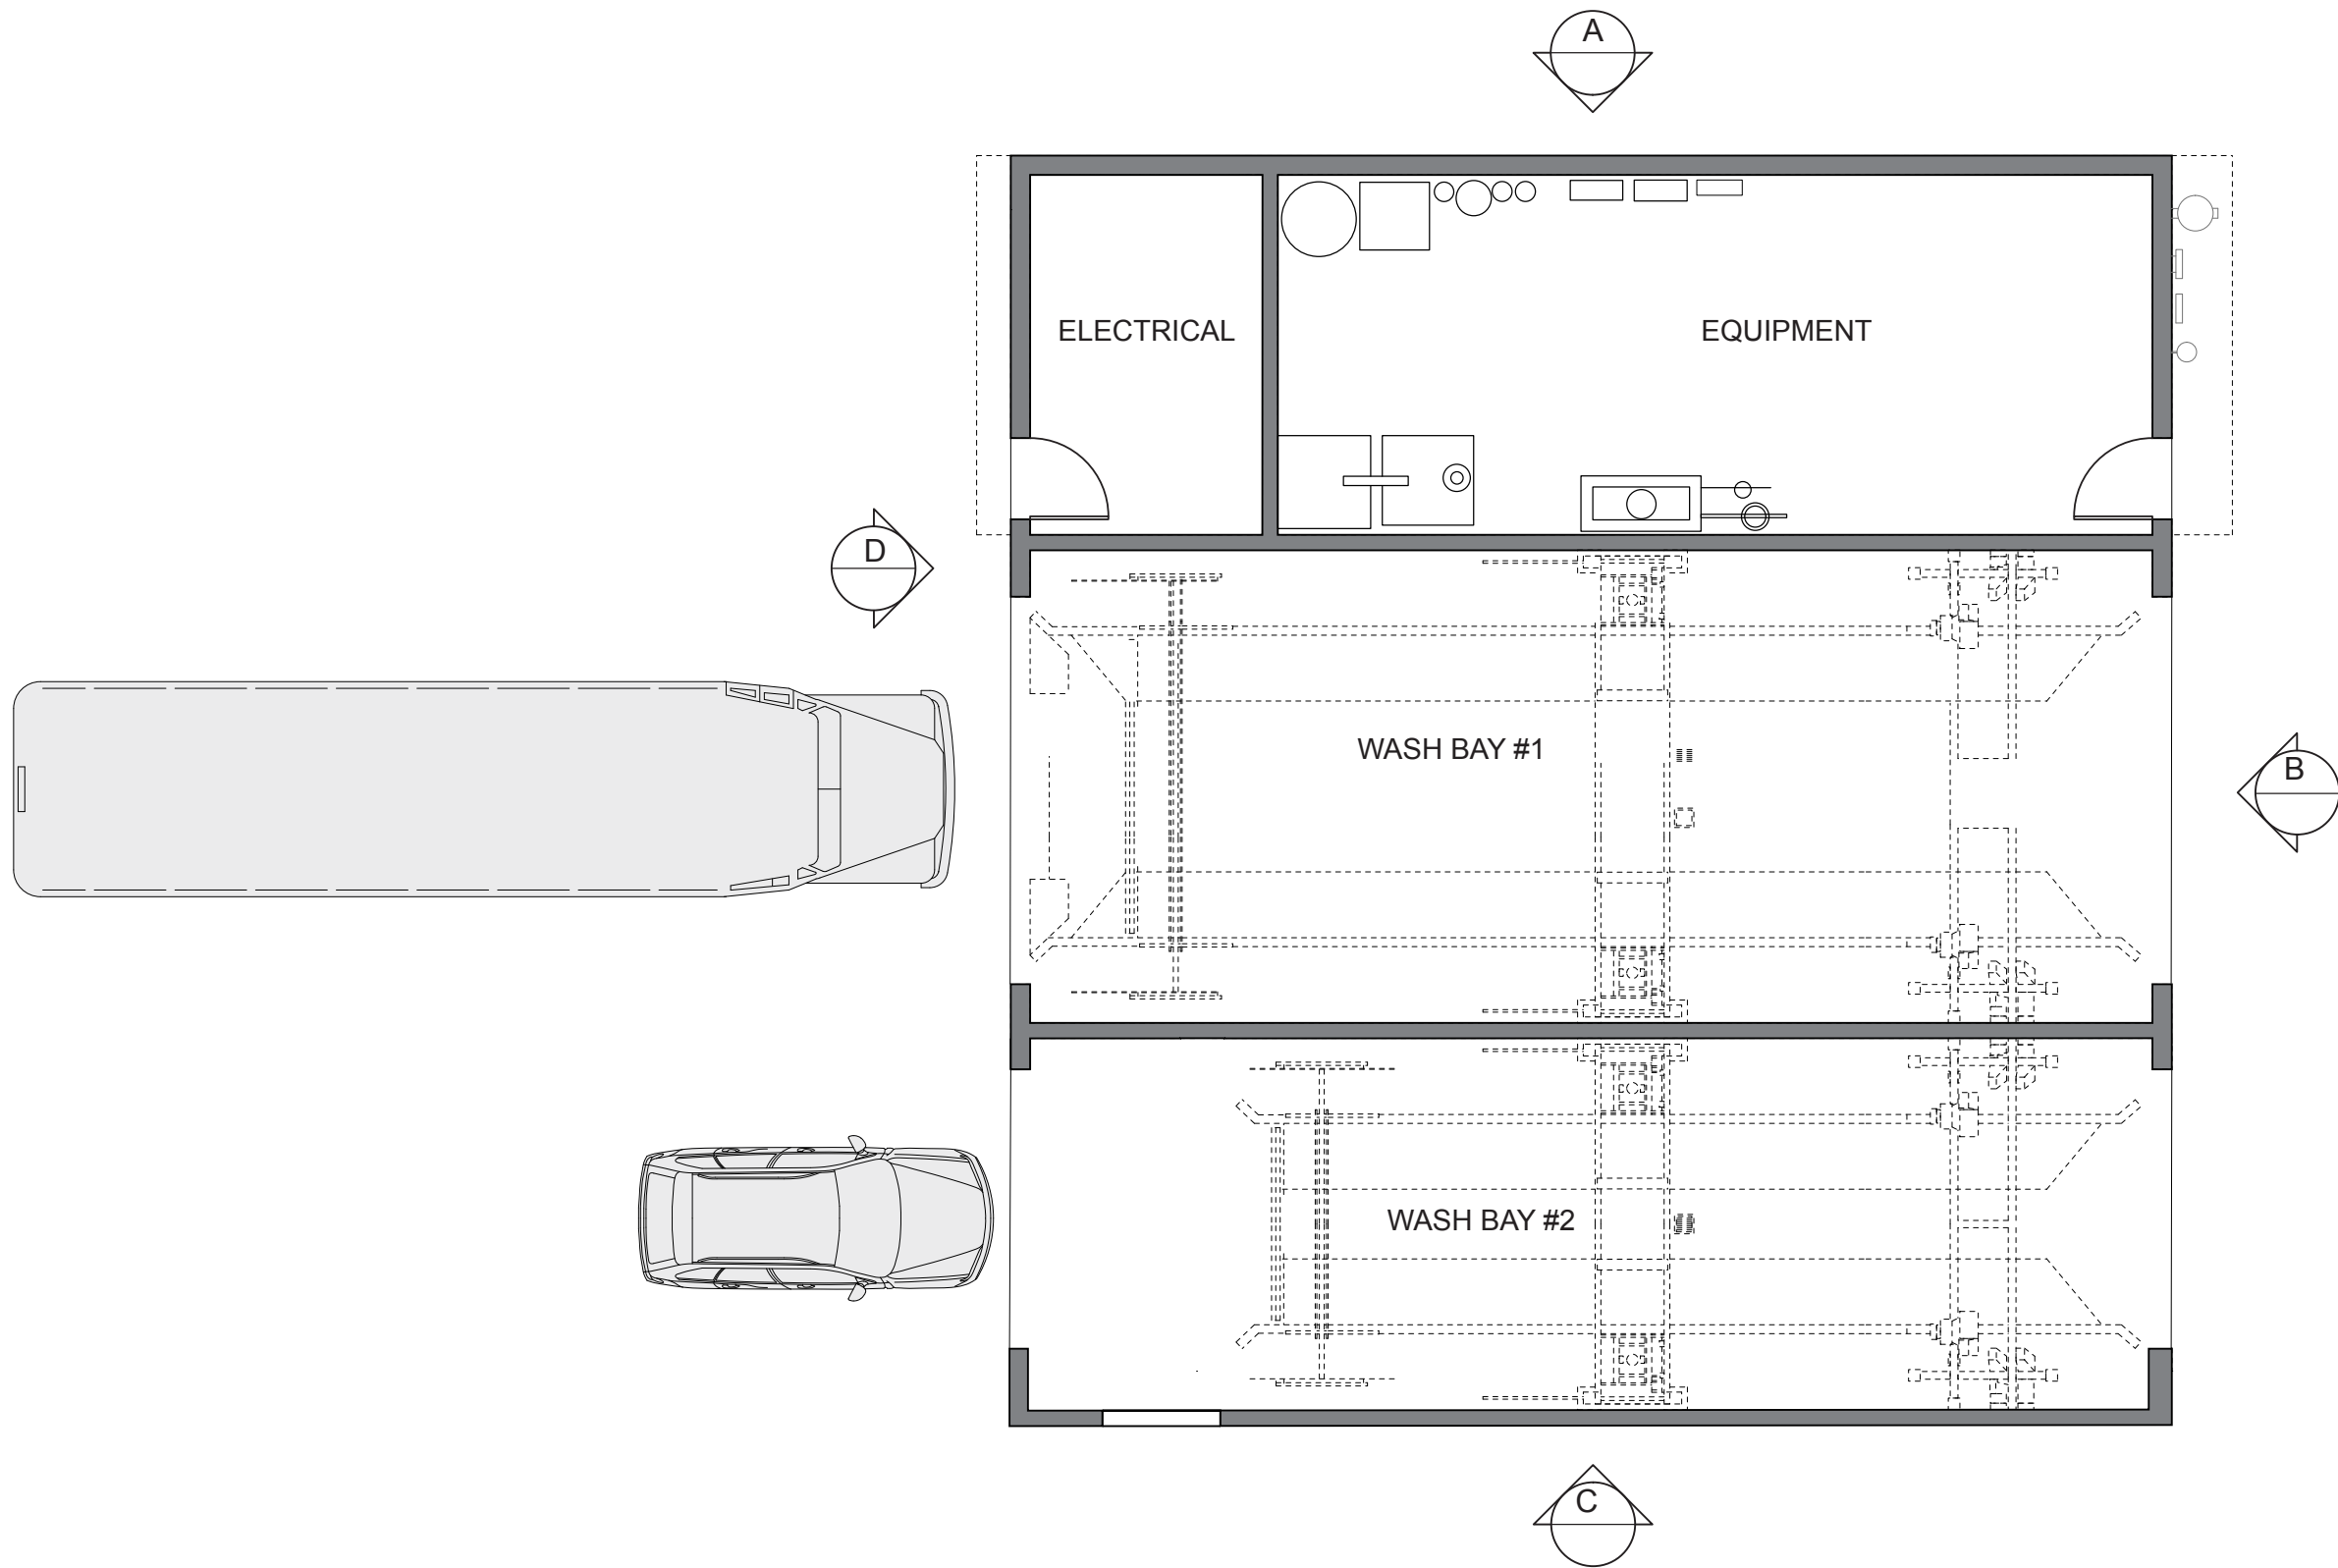 A
ELECTRICAL
EQUIPMENT
D
WASH BAY #1
B
WASH BAY #2
C